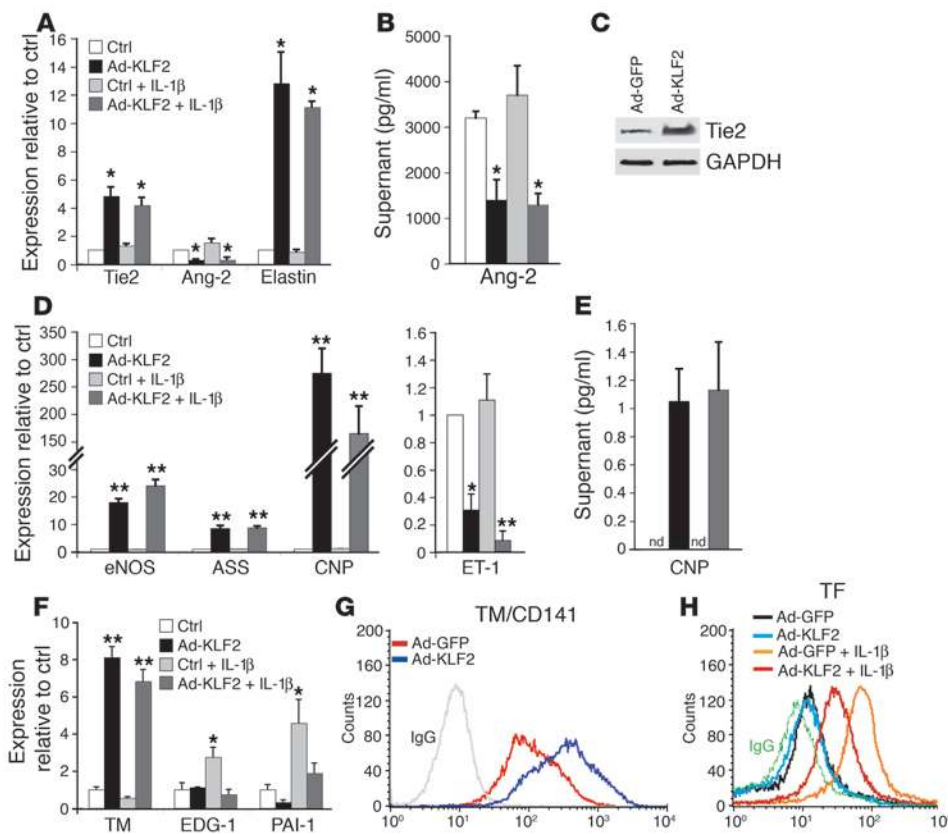 A
Expression relative to ctrl
16
14
12
10
8
6
4
2
0
Ctrl
Ad-KLF2
Ctrl + IL-1β
Ad-KLF2 + IL-1β
* * * * * *
Tie2 Ang-2 Elastin
B
Supernant (pg/ml)
5000
4000
3000
2000
1000
0
* *
Ang-2
C
Ad-GFP Ad-KLF2
Tie2
GAPDH
D
Expression relative to ctrl
350
300
250
200
150
30
20
10
0
Ctrl
Ad-KLF2
Ctrl + IL-1β
Ad-KLF2 + IL-1β
** ** ** ** ** **
eNOS ASS CNP
1.6
1.4
1.2
1
0.8
0.6
0.4
0.2
0
* **
ET-1
E
Supernant (pg/ml)
1.6
1.4
1.2
1
0.8
0.6
1.4
1.2
0
nd nd
CNP
F
Expression
relative to ctrl
10
8
6
4
2
0
Ctrl
Ad-KLF2
Ctrl + IL-1β
Ad-KLF2 + IL-1β
** ** * *
TM EDG-1 PAI-1
G
TM/CD141
Ad-GFP
Ad-KLF2
Counts
200
160
120
80
40
0
IgG
10⁰ 10¹ 10² 10³ 10⁴
H
TF
Ad-GFP
Ad-KLF2
Ad-GFP + IL-1β
Ad-KLF2 + IL-1β
Counts
200
160
120
80
40
0
IgG
10⁰ 10¹ 10² 10³